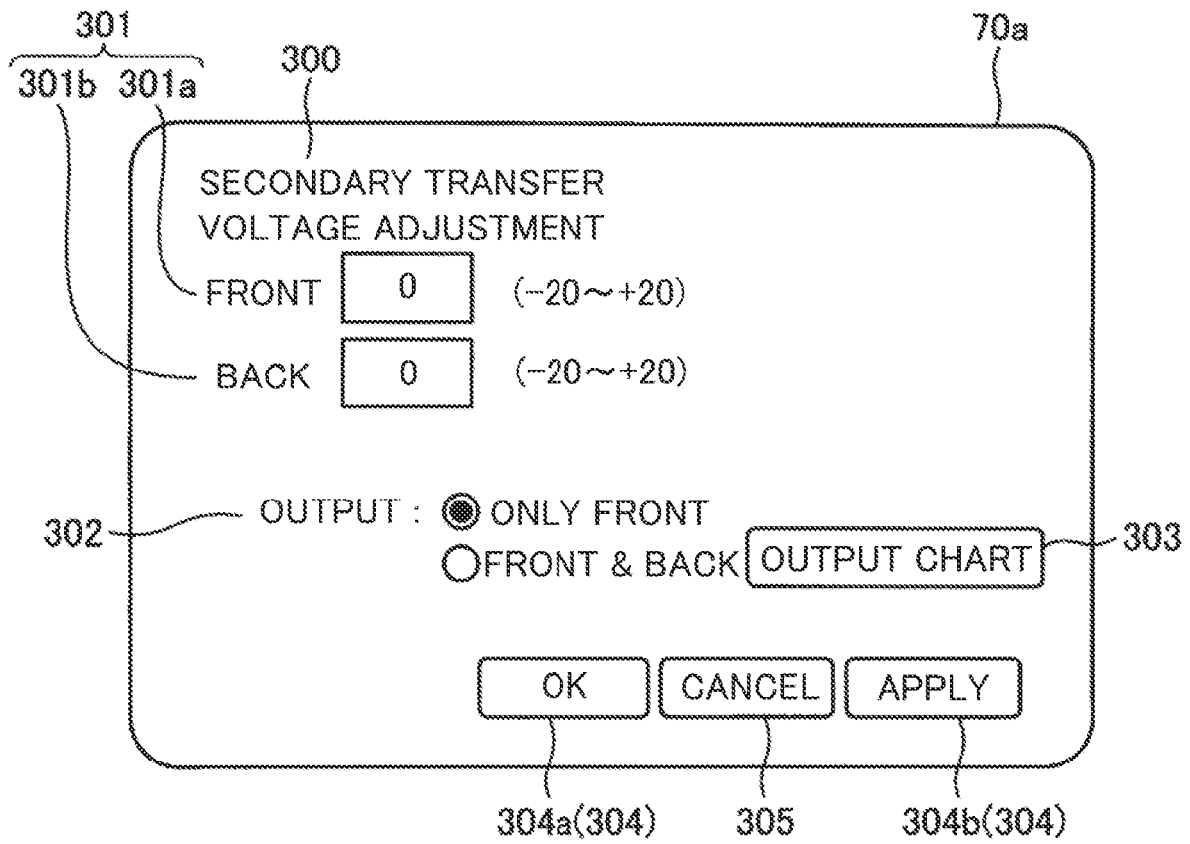 301
70a
301b 301a
300
SECONDARY TRANSFER
VOLTAGE ADJUSTMENT
FRONT 0 (-20～+20)
BACK 0 (-20～+20)
302
OUTPUT : ONLY FRONT
FRONT & BACK
OUTPUT CHART
303
OK CANCEL APPLY
304a(304) 305 304b(304)